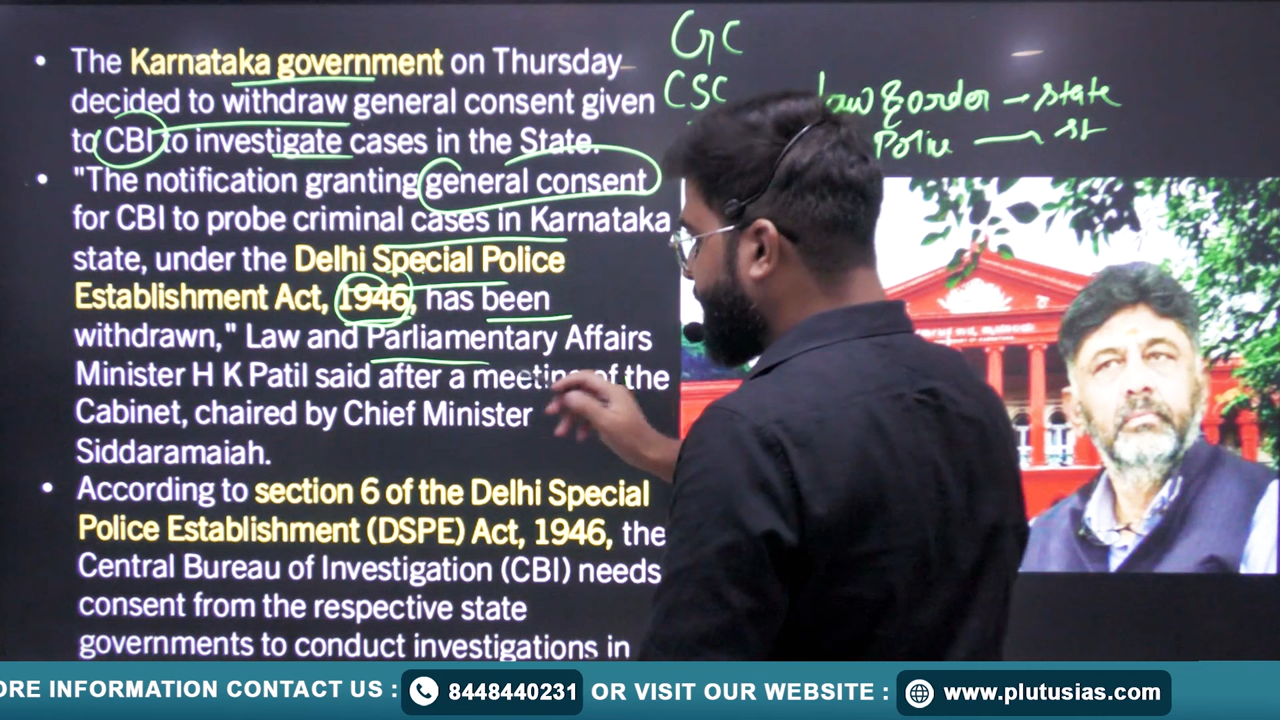 GC
CSC
Law & order → state
Police → st
• The Karnataka government on Thursday
decided to withdraw general consent given
to CBI to investigate cases in the State.
• "The notification granting general consent
for CBI to probe criminal cases in Karnataka
state, under the Delhi Special Police
Establishment Act, 1946, has been
withdrawn," Law and Parliamentary Affairs
Minister H K Patil said after a meeting of the
Cabinet, chaired by Chief Minister
Siddaramaiah.
• According to section 6 of the Delhi Special
Police Establishment (DSPE) Act, 1946, the
Central Bureau of Investigation (CBI) needs
consent from the respective state
governments to conduct investigations in
ORE INFORMATION CONTACT US : 8448440231 OR VISIT OUR WEBSITE : www.plutusias.com